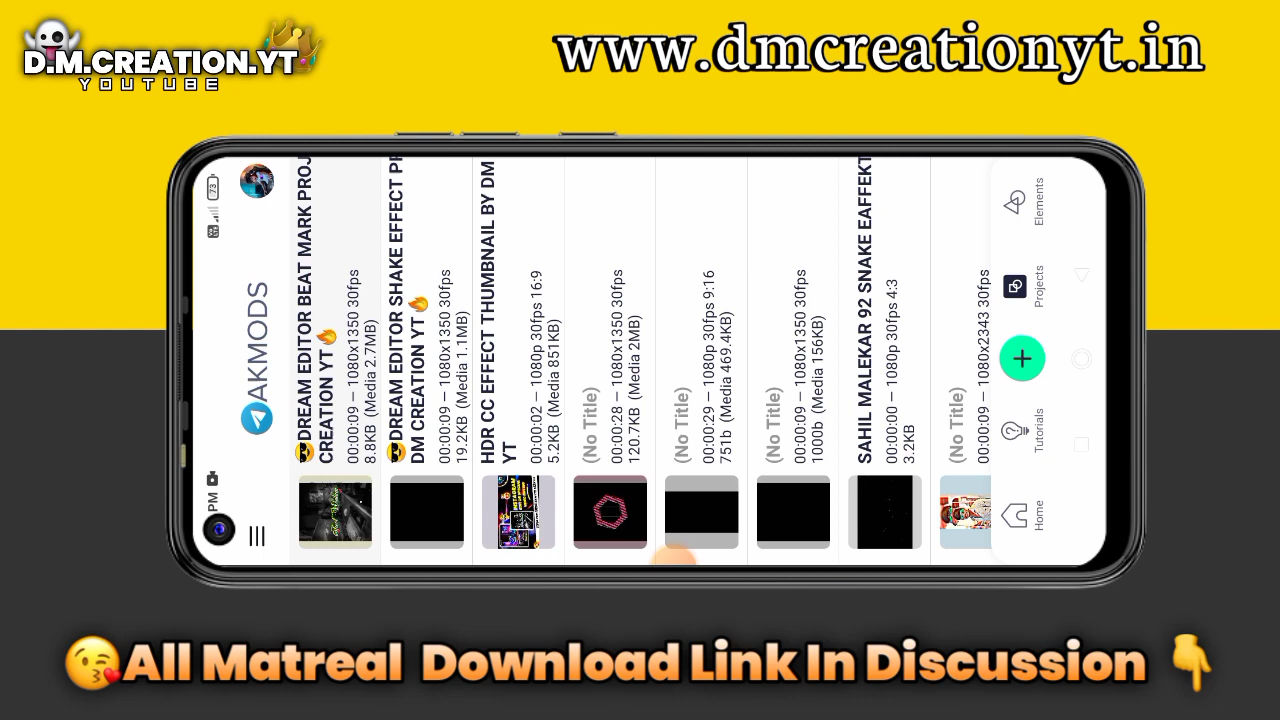 D.M.CREATION.YT
YOUTUBE
www.dmcreationyt.in
73
PM
AKMODS
😎DREAM EDITOR BEAT MARK PROJ
CREATION YT 🔥
00:00:09 – 1080x1350 30fps
8.8KB (Media 2.7MB)
😎DREAM EDITOR SHAKE EFFECT PR
DM CREATION YT🔥
00:00:09 – 1080x1350 30fps
19.2KB (Media 1.1MB)
HDR CC EFFECT THUMBNAIL BY DM
YT
00:00:02 – 1080p 30fps 16:9
5.2KB (Media 851KB)
(No Title)
00:00:28 – 1080x1350 30fps
120.7KB (Media 2MB)
(No Title)
00:00:29 – 1080p 30fps 9:16
751b (Media 469.4KB)
(No Title)
00:00:09 – 1080x1350 30fps
1000b (Media 156KB)
SAHIL MALEKAR 92 SNAKE EAFFEKT
00:00:00 – 1080p 30fps 4:3
3.2KB
(No Title)
00:00:09 – 1080x2343 30fps
Home
Tutorials
Projects
Elements
😘All Matreal Download Link In Discussion 👇